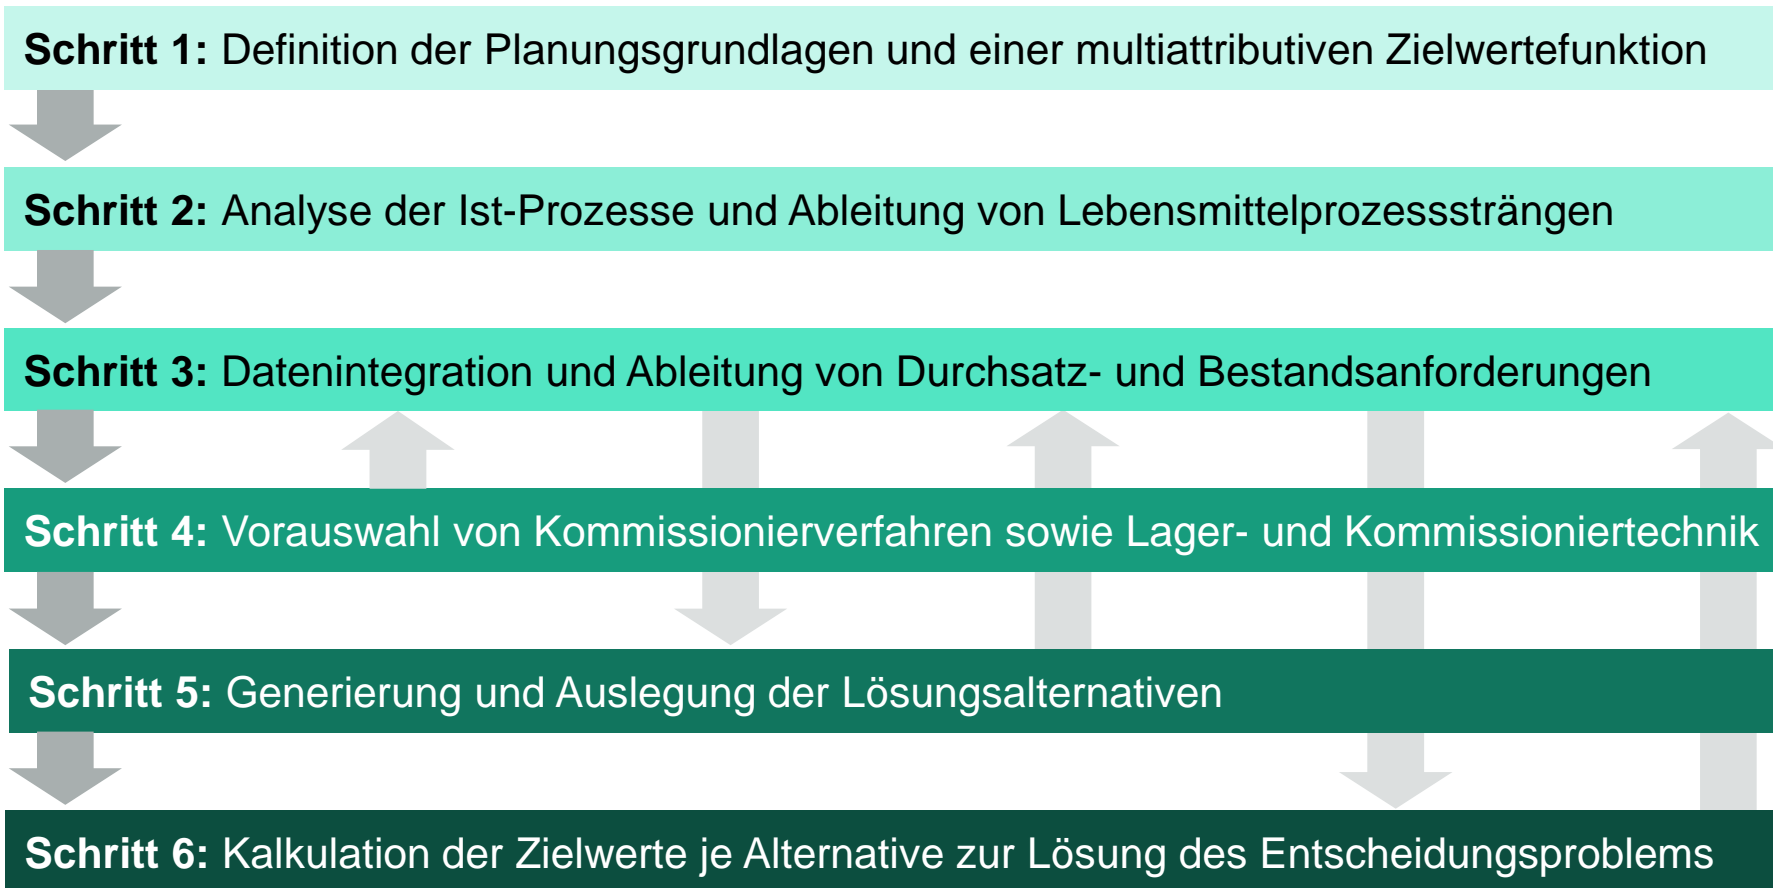 Schritt 1: Definition der Planungsgrundlagen und einer multiattributiven Zielwertefunktion
Schritt 2: Analyse der Ist-Prozesse und Ableitung von Lebensmittelprozesssträngen
Schritt 3: Datenintegration und Ableitung von Durchsatz- und Bestandsanforderungen
Schritt 4: Vorauswahl von Kommissionierverfahren sowie Lager- und Kommissioniertechnik
Schritt 5: Generierung und Auslegung der Lösungsalternativen
Schritt 6: Kalkulation der Zielwerte je Alternative zur Lösung des Entscheidungsproblems